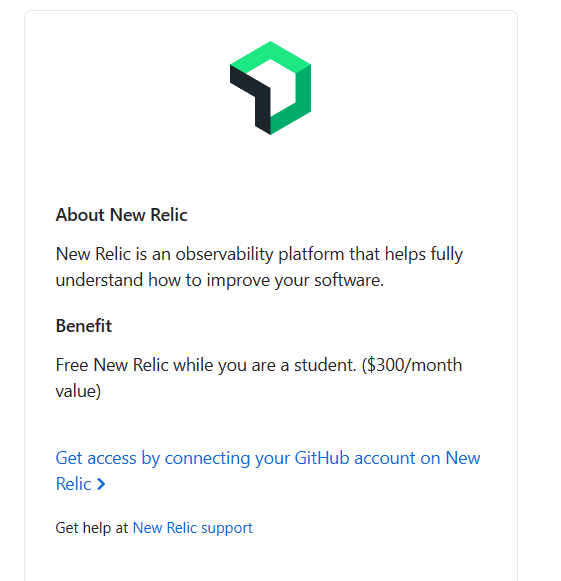 About New Relic
New Relic is an observability platform that helps fully
understand how to improve your software.
Benefit
Free New Relic while you are a student. ($300/month
value)
Get access by connecting your GitHub account on New
Relic
Get help at New Relic support